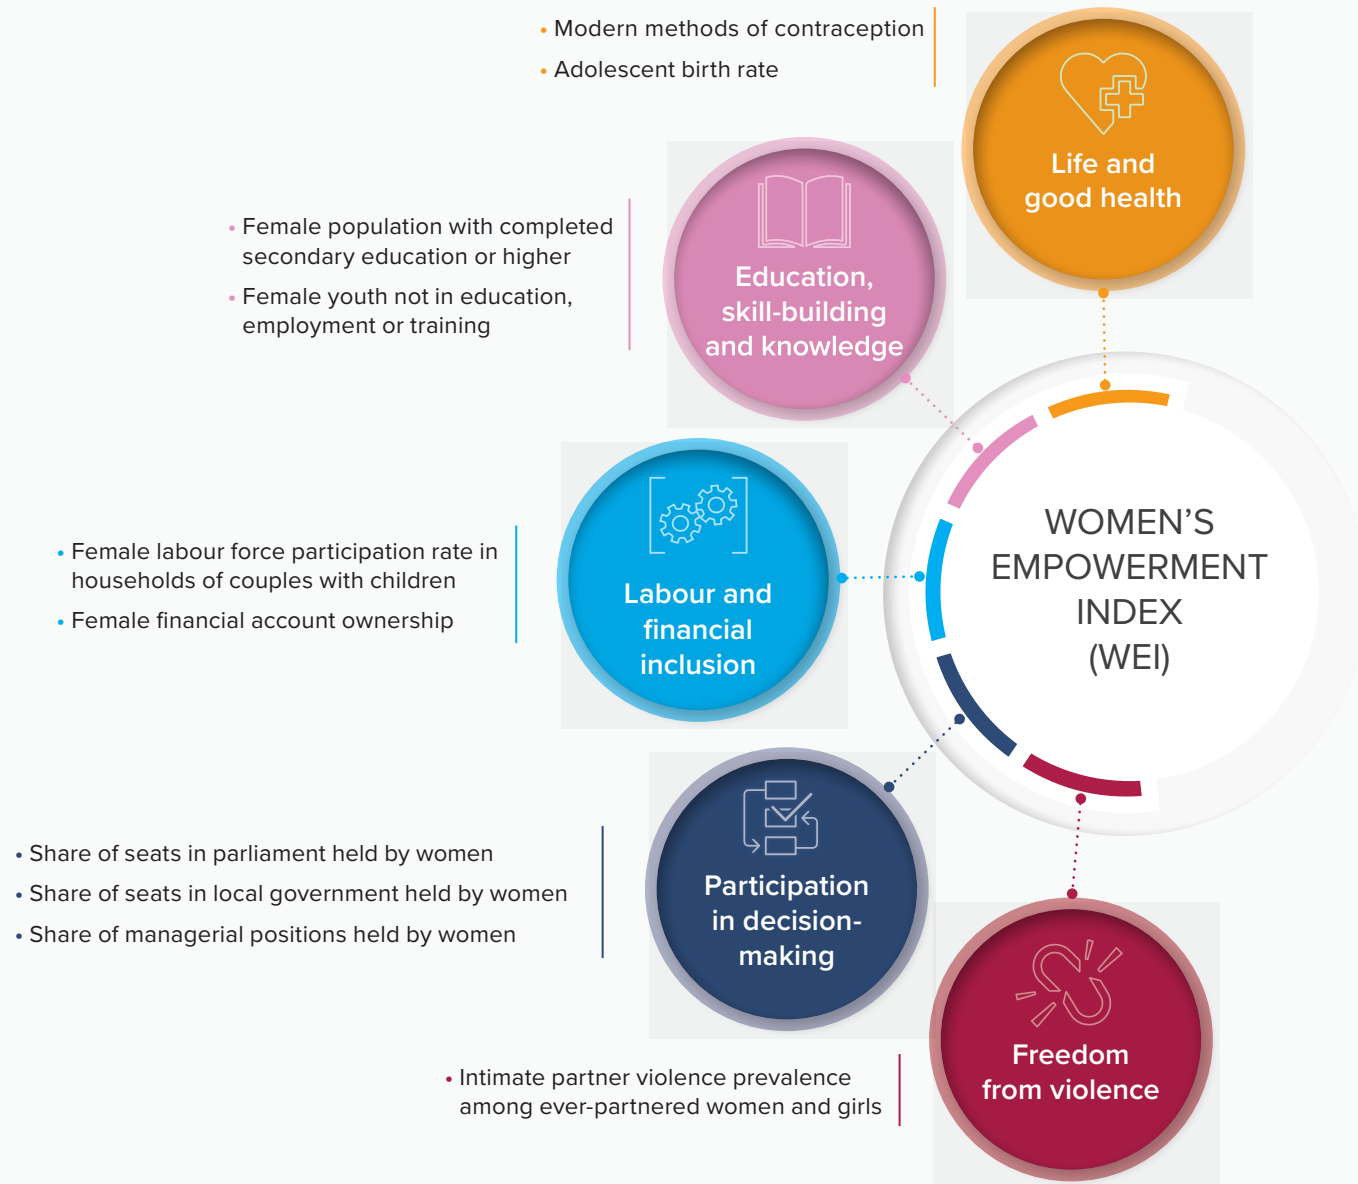 • Modern methods of contraception
• Adolescent birth rate
Life and
good health
• Female population with completed
secondary education or higher
• Female youth not in education,
employment or training
Education,
skill-building
and knowledge
• Female labour force participation rate in
households of couples with children
• Female financial account ownership
Labour and
financial
inclusion
WOMEN’S
EMPOWERMENT
INDEX
(WEI)
• Share of seats in parliament held by women
• Share of seats in local government held by women
• Share of managerial positions held by women
Participation
in decision-
making
• Intimate partner violence prevalence
among ever-partnered women and girls
Freedom
from violence